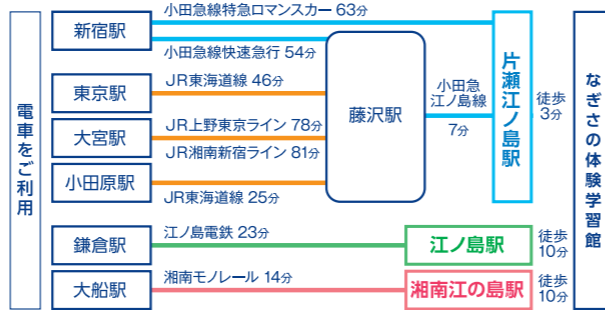 電車をご利用
新宿駅
小田急線特急ロマンスカー 63分
小田急線快速急行 54分
東京駅
JR東海道線 46分
大宮駅
JR上野東京ライン 78分
JR湘南新宿ライン 81分
小田原駅
JR東海道線 25分
藤沢駅
小田急
江ノ島線
7分
片瀬江ノ島駅
徒歩
3分
鎌倉駅
江ノ島電鉄 23分
江ノ島駅
徒歩
10分
大船駅
湘南モノレール 14分
湘南江の島駅
徒歩
10分
なぎさの体験学習館